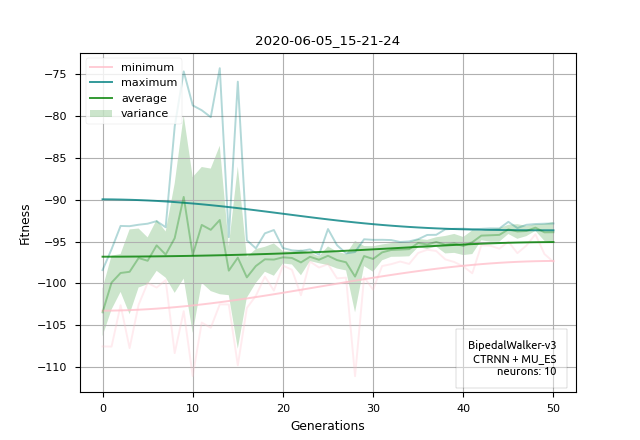 2020-06-05_15-21-24
minimum
maximum
average
variance
−75
−80
−85
−90
−95
−100
−105
−110
Fitness
BipedalWalker-v3
CTRNN + MU_ES
neurons: 10
0
10
20
30
40
50
Generations